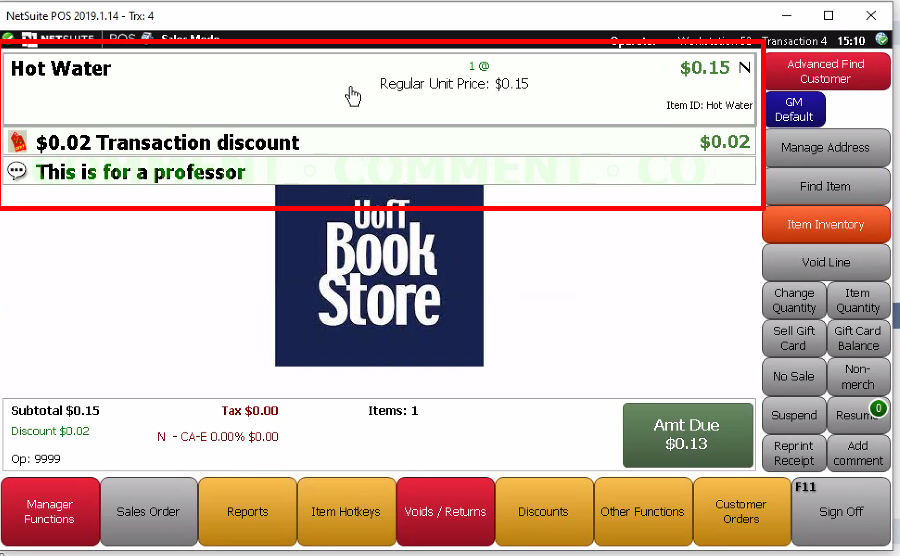 NetSuite POS 2019.1.14 - Trx: 4
NETSUITE POS Sales Mode
Operator Workstation 50 Transaction 4 15:10
Hot Water
1 @
$0.15 N
Regular Unit Price: $0.15
Item ID: Hot Water
$0.02 Transaction discount
$0.02
COMMENT CO
This is for a professor
UofT
Book
Store
Subtotal $0.15
Tax $0.00
Items: 1
Discount $0.02
N - CA-E 0.00% $0.00
Op: 9999
Amt Due
$0.13
Advanced Find
Customer
GM
Default
Manage Address
Find Item
Item Inventory
Void Line
Change
Quantity
Item
Quantity
Sell Gift
Card
Gift Card
Balance
No Sale
Non-
merch
Suspend
Resum
0
Reprint
Receipt
Add
comment
Manager
Functions
Sales Order
Reports
Item Hotkeys
Voids / Returns
Discounts
Other Functions
Customer
Orders
F11
Sign Off